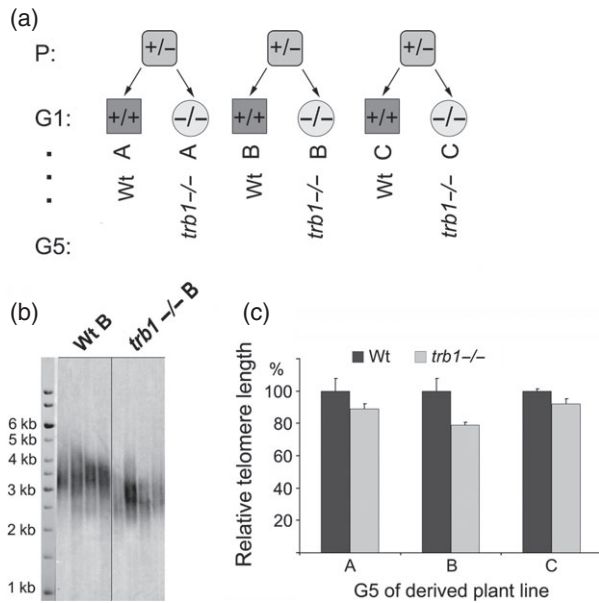 (a)
P: +/– +/– +/–
G1: +/+ –/– +/+ –/– +/+ –/–
A A B B C C
Wt trb1–/– Wt trb1–/– Wt trb1–/–
G5:
(b)
Wt B trb1 –/– B
6 kb
5 kb
4 kb
3 kb
2 kb
1 kb
(c)
Wt trb1–/–
Relative telomere length
%
100
80
60
40
20
A B C
G5 of derived plant line